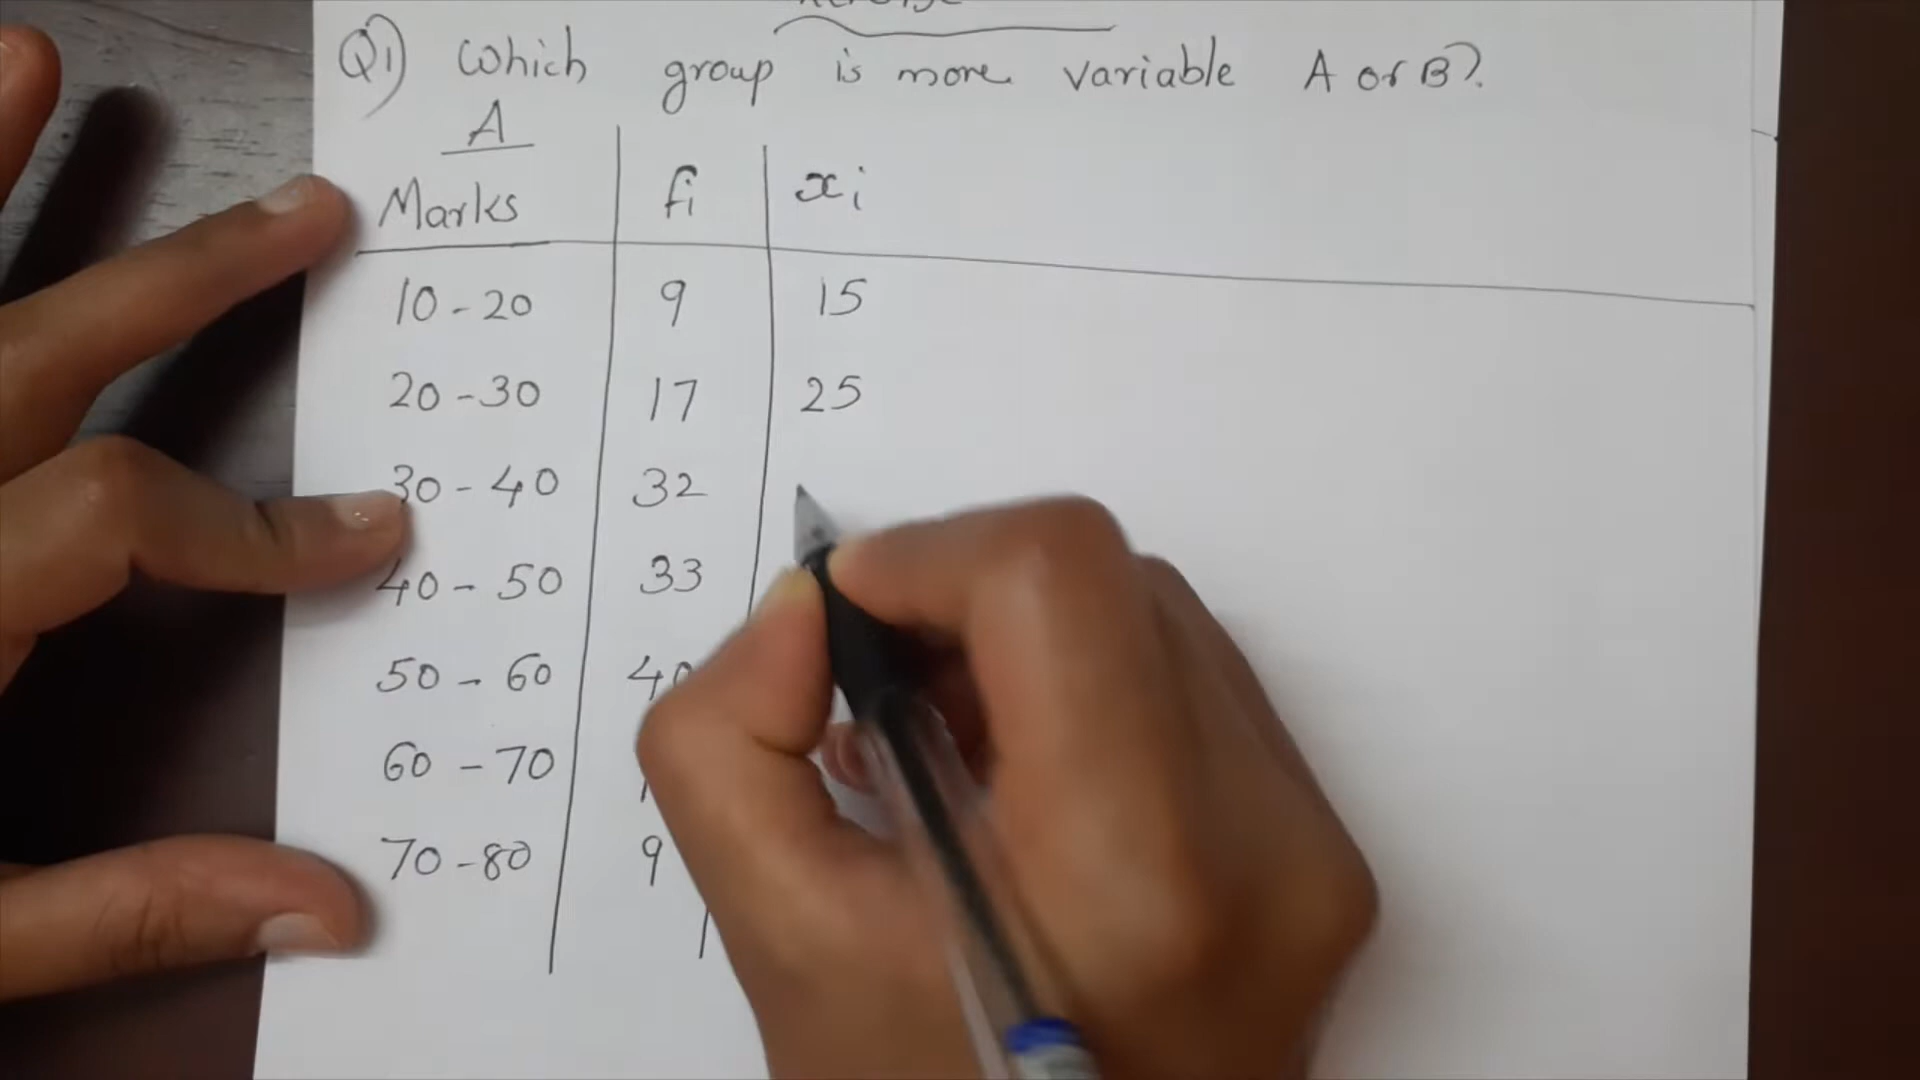 Q1) Which group is more variable A or B?
A
Marks fi xi
10-20 9 15
20-30 17 25
30-40 32
40-50 33
50-60 40
60-70
70-80 9